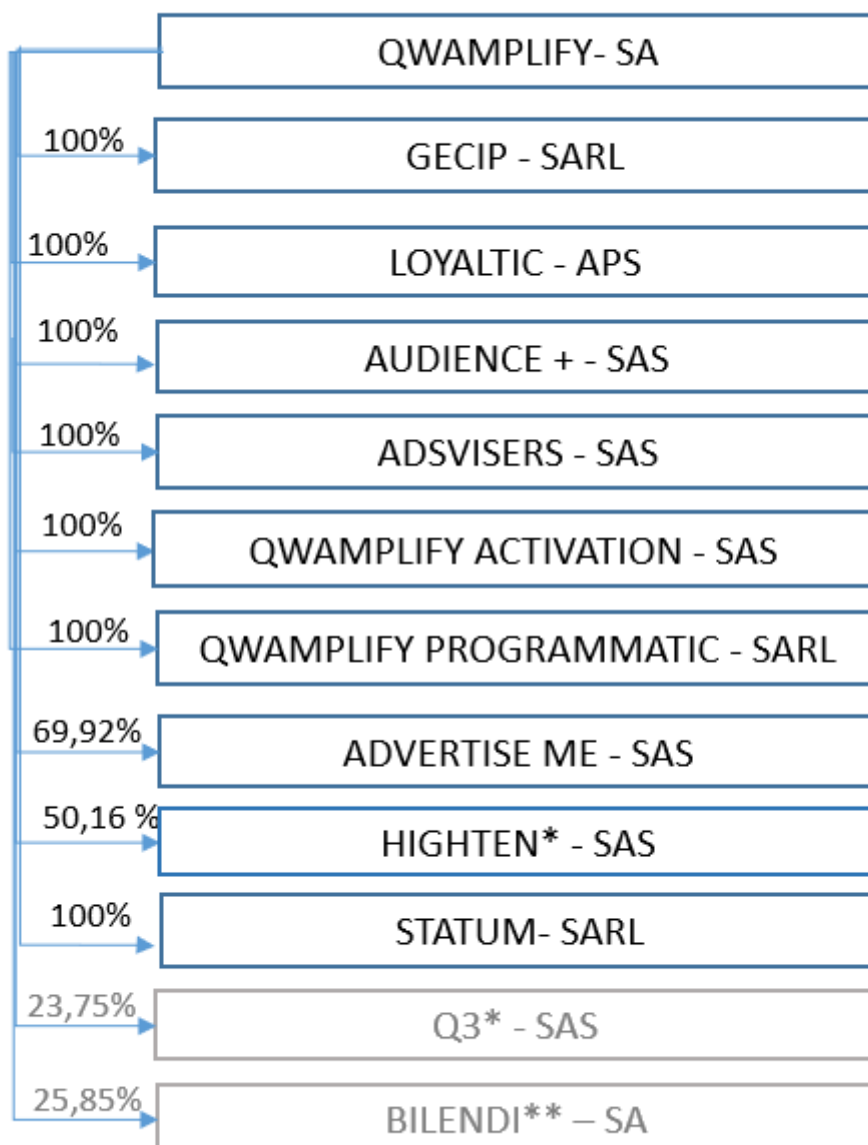 QWAMPLIFY- SA
100%
GECIP - SARL
100%
LOYALTIC - APS
100%
AUDIENCE + - SAS
100%
ADSVISERS - SAS
100%
QWAMPLIFY ACTIVATION - SAS
100%
QWAMPLIFY PROGRAMMATIC - SARL
69,92%
ADVERTISE ME - SAS
50,16 %
HIGHTEN* - SAS
100%
STATUM- SARL
23,75%
Q3* - SAS
25,85%
BILENDI** – SA